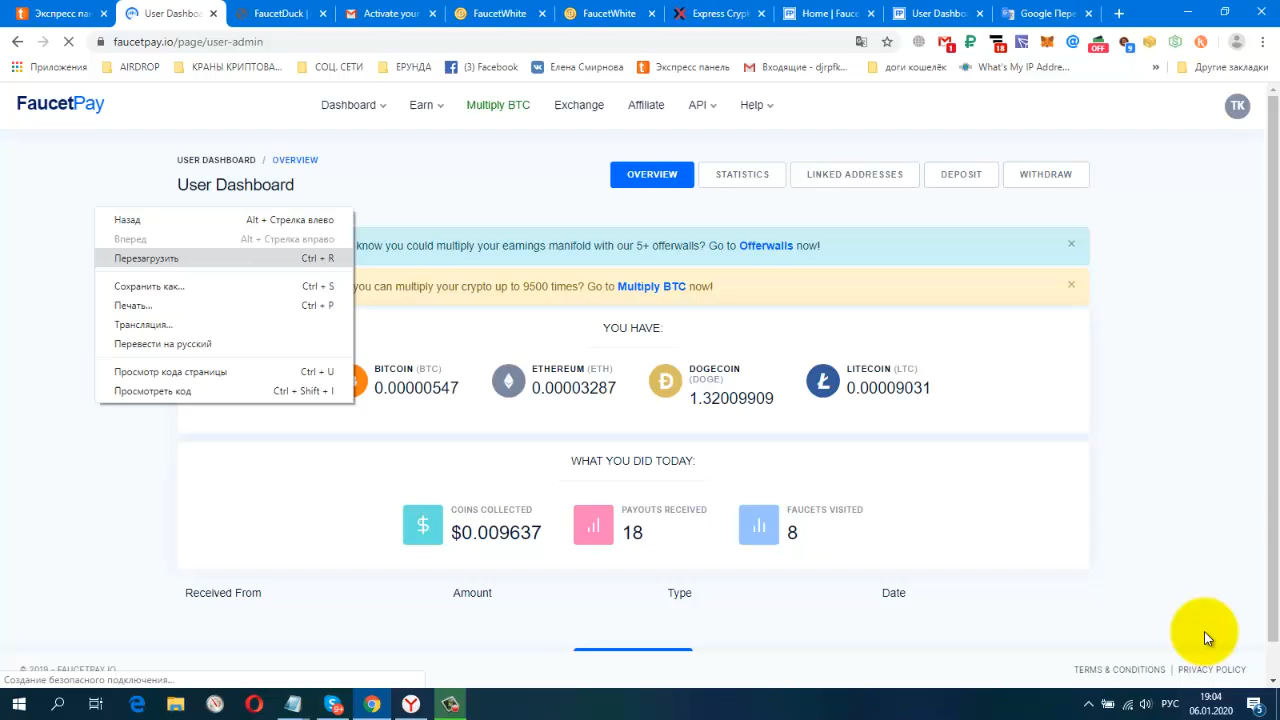 Экспресс пане
User Dashboa
FaucetDuck |
Activate your
FaucetWhite
FaucetWhite
Express Crypt
Home | Fauce
User Dashboa
Google Пере
faucetpay.io/page/user-admin
1
18
OFF
9
Приложения
AIRDROP
КРАНЫ КРИПТОВА...
СОЦ. СЕТИ
ЕРУНДА
(3) Facebook
Елена Смирнова
Экспресс панель
Входящие - djrpfk...
доги кошелёк
What's My IP Addre...
»
Другие закладки
FaucetPay
Dashboard
Earn
Multiply BTC
Exchange
Affiliate
API
Help
TK
USER DASHBOARD / OVERVIEW
User Dashboard
OVERVIEW
STATISTICS
LINKED ADDRESSES
DEPOSIT
WITHDRAW
Назад Alt + Стрелка влево
Вперед Alt + Стрелка вправо
Перезагрузить Ctrl + R
Сохранить как... Ctrl + S
Печать... Ctrl + P
Трансляция...
Перевести на русский
Просмотр кода страницы Ctrl + U
Просмотреть код Ctrl + Shift + I
know you could multiply your earnings manifold with our 5+ offerwalls? Go to Offerwalls now!
you can multiply your crypto up to 9500 times? Go to Multiply BTC now!
YOU HAVE:
BITCOIN (BTC)
0.00000547
ETHEREUM (ETH)
0.00003287
DOGECOIN
(DOGE)
1.32009909
LITECOIN (LTC)
0.00009031
WHAT YOU DID TODAY:
COINS COLLECTED
$0.009637
PAYOUTS RECEIVED
18
FAUCETS VISITED
8
Received From
Amount
Type
Date
© 2019 - FAUCETPAY.IO
TERMS & CONDITIONS | PRIVACY POLICY
Создание безопасного подключения...
РУС
19:04
06.01.2020
5